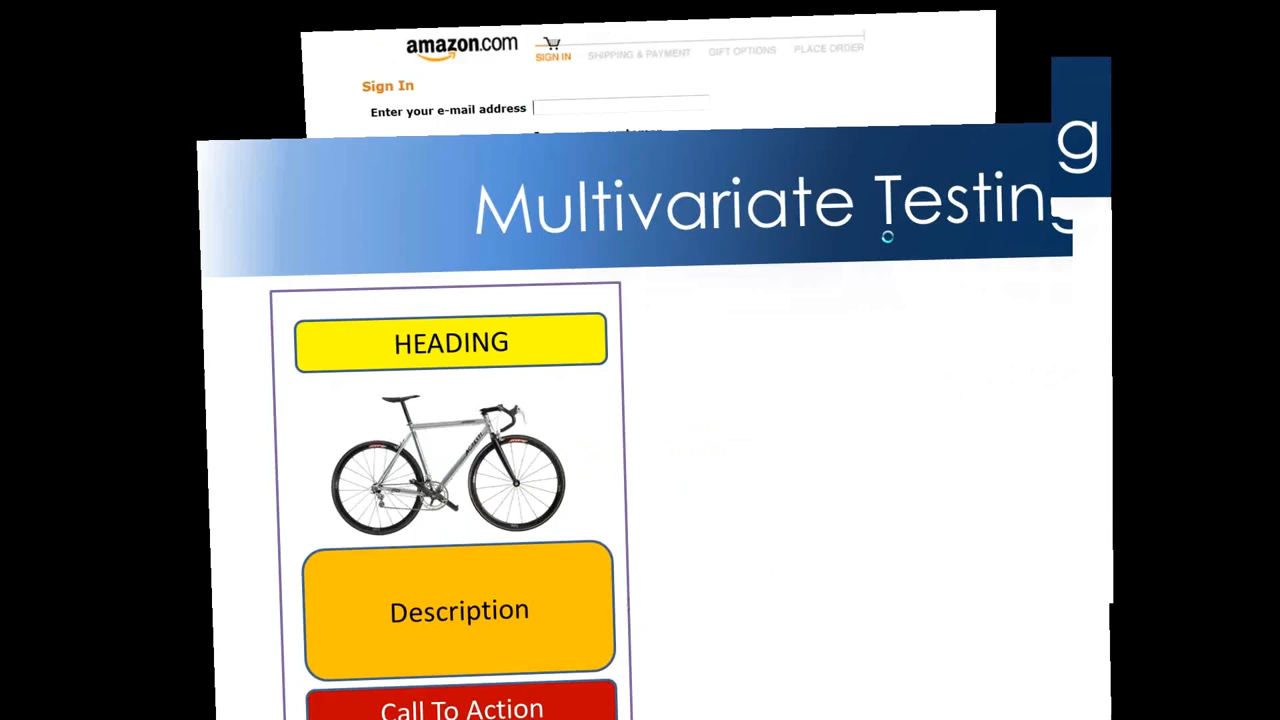 amazon.com
SIGN IN SHIPPING & PAYMENT GIFT OPTIONS PLACE ORDER
Sign In
Enter your e-mail address
g
Multivariate Testing
HEADING
Description
Call To Action